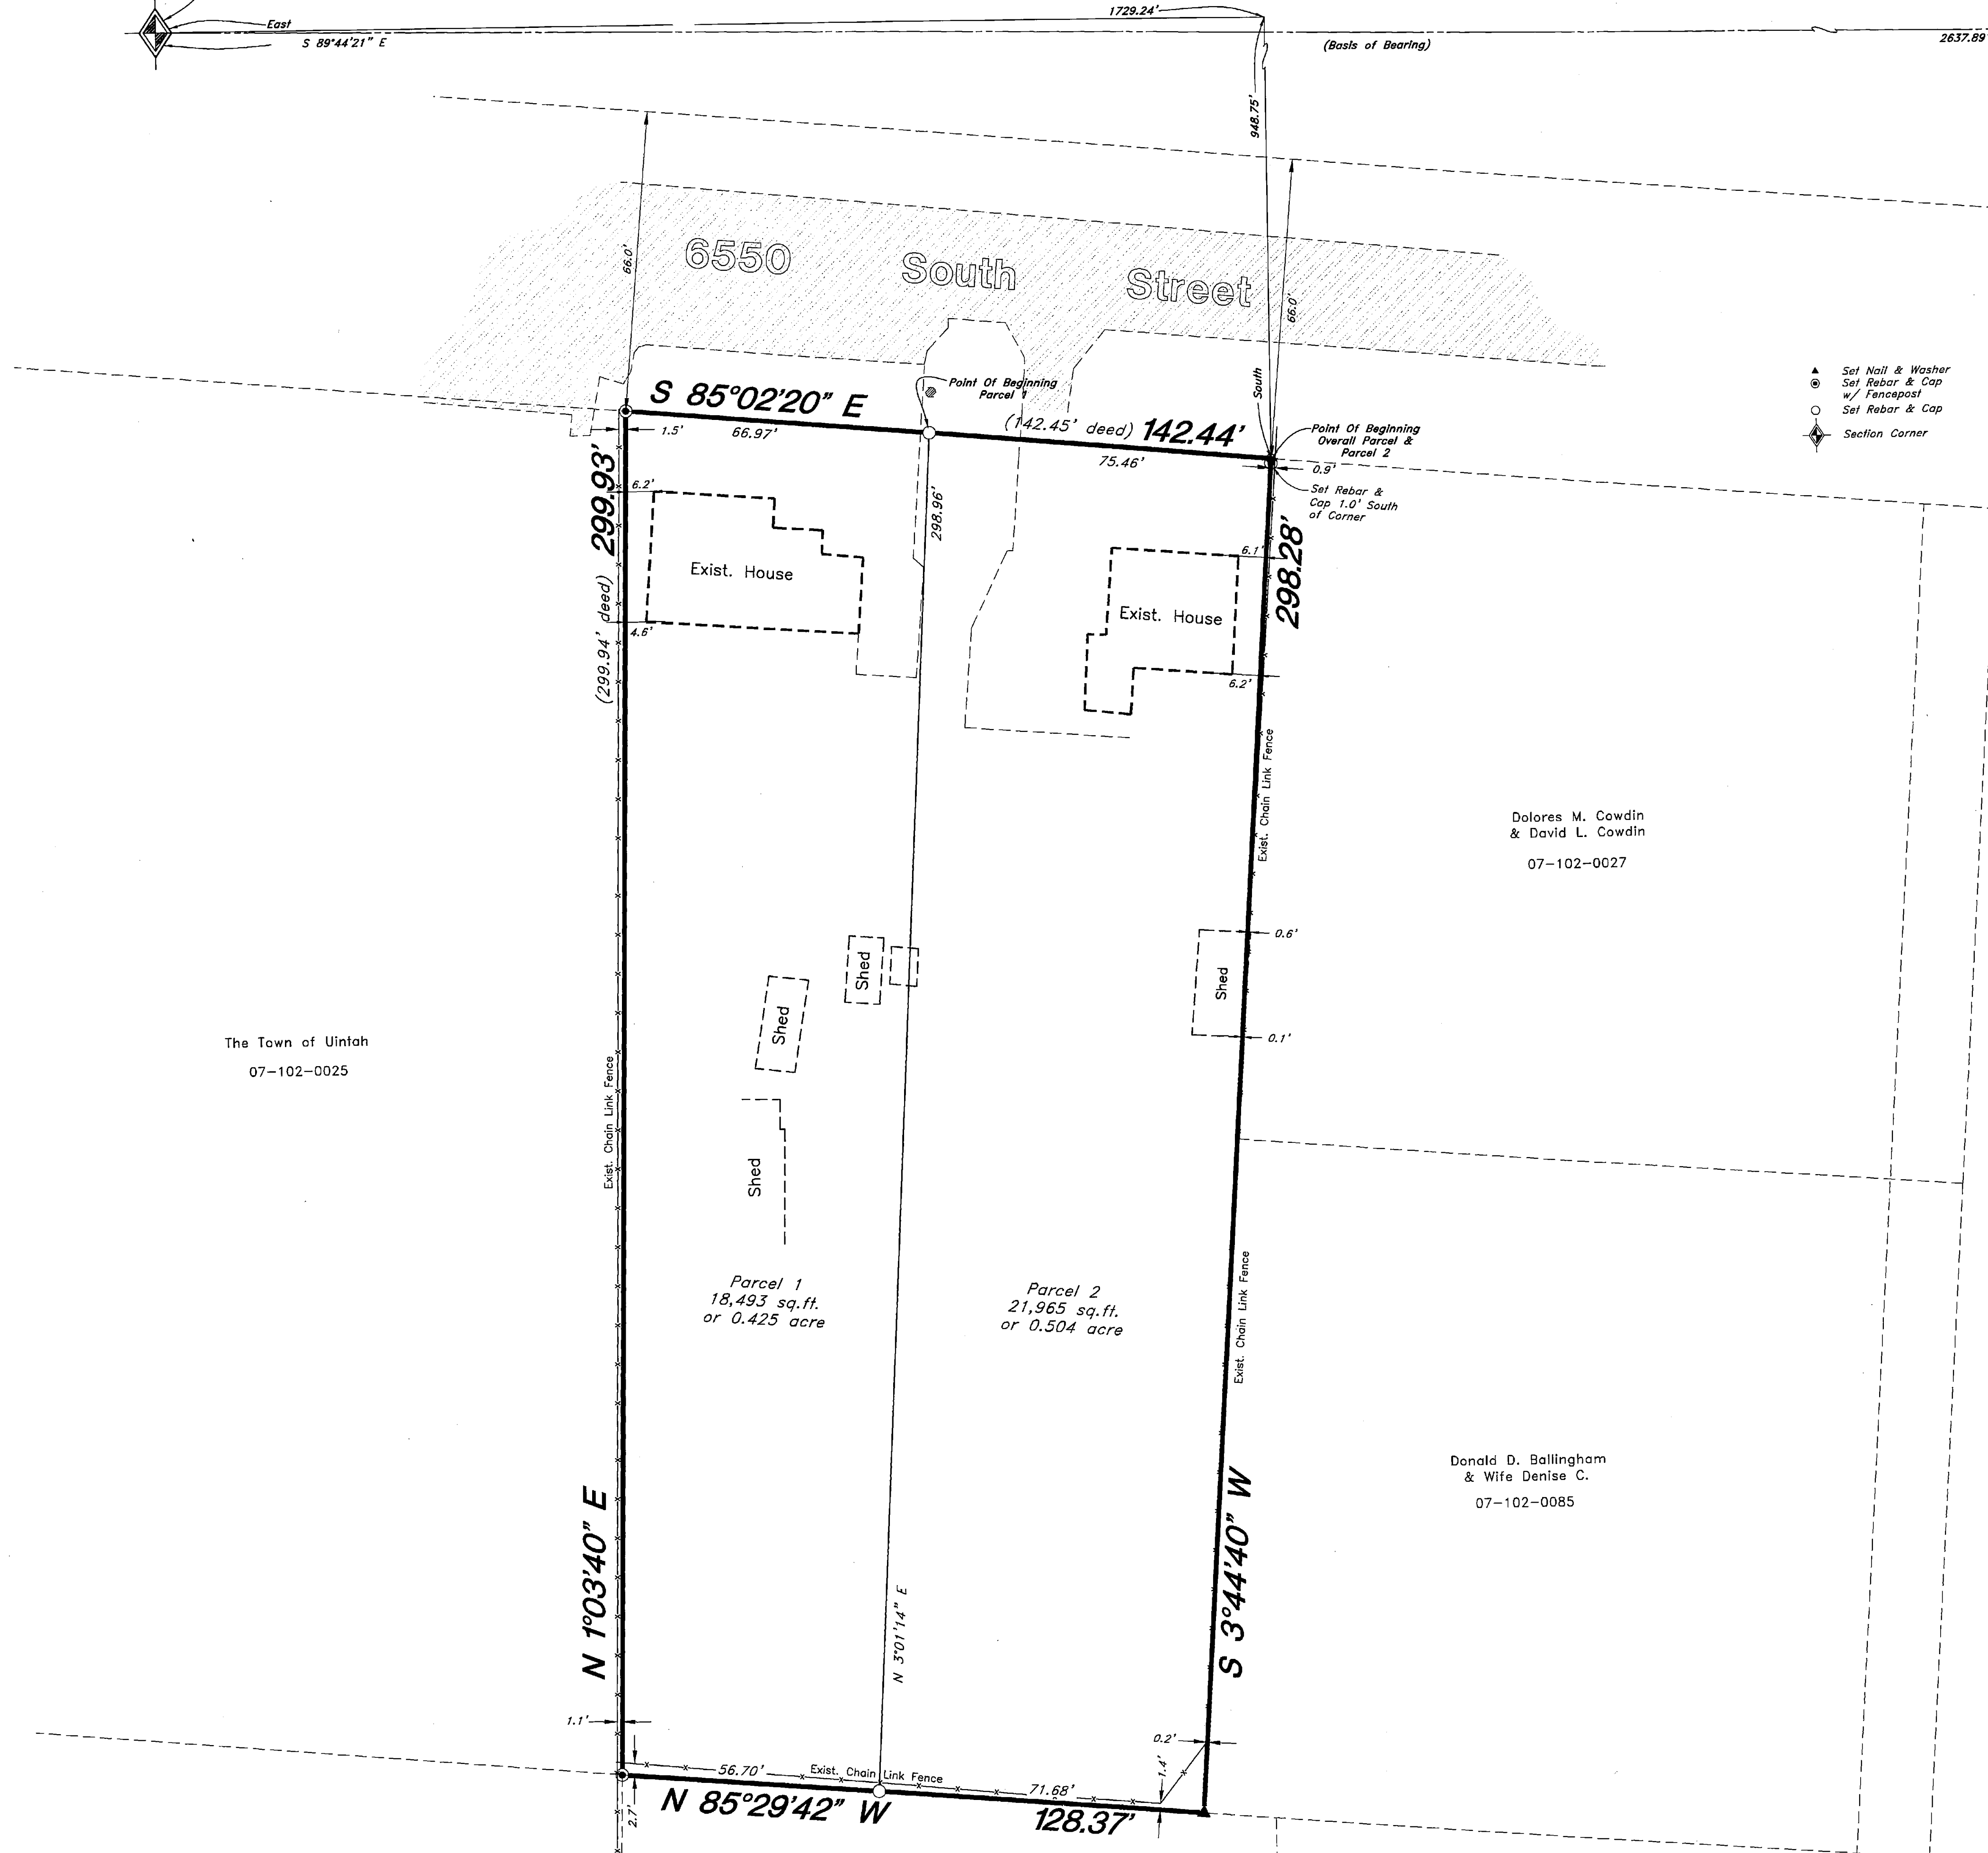 1729.24'
East
S 89°44'21" E
(Basis of Bearing)
2637.89
948.75'
66.0'
6550 South Street
66.0'
South
Set Nail & Washer
Set Rebar & Cap
w/ Fencepost
Set Rebar & Cap
Section Corner
Point Of Beginning
Parcel 1
S 85°02'20" E
(142.45' deed) 142.44'
1.5'
66.97'
75.46'
Point Of Beginning
Overall Parcel &
Parcel 2
0.9'
Set Rebar &
Cap 1.0' South
of Corner
(299.94' deed) 299.93'
6.2'
298.96'
Exist. House
4.6'
6.1'
298.28'
Exist. House
6.2'
Exist. Chain Link Fence
Dolores M. Cowdin
& David L. Cowdin
07-102-0027
0.6'
Shed
Shed
Shed
0.1'
The Town of Uintah
07-102-0025
Exist. Chain Link Fence
Shed
Parcel 1
18,493 sq.ft.
or 0.425 acre
Parcel 2
21,965 sq.ft.
or 0.504 acre
Exist. Chain Link Fence
Donald D. Ballingham
& Wife Denise C.
07-102-0085
N 1°03'40" E
N 3°01'14" E
S 3°44'40" W
1.1'
0.2'
1.4'
56.70'
Exist. Chain Link Fence
71.68'
2.7'
N 85°29'42" W
128.37'